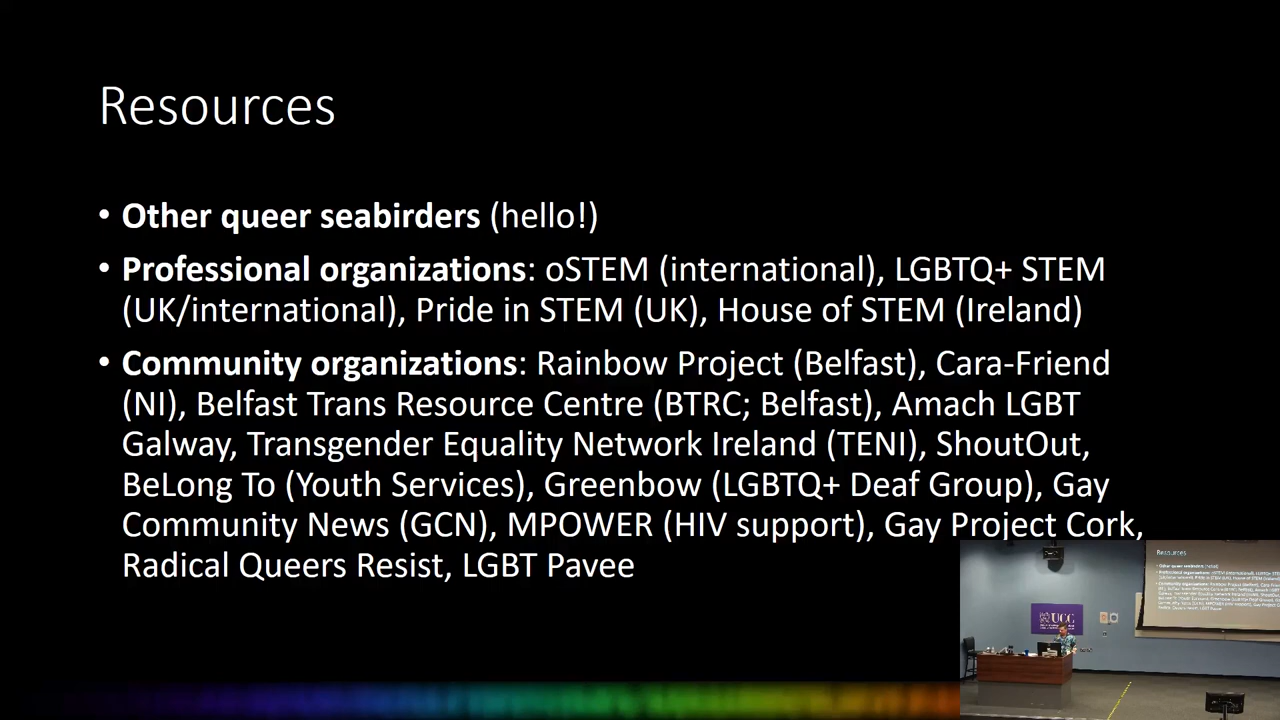 Resources
• Other queer seabirders (hello!)
• Professional organizations: oSTEM (international), LGBTQ+ STEM
(UK/international), Pride in STEM (UK), House of STEM (Ireland)
• Community organizations: Rainbow Project (Belfast), Cara-Friend
(NI), Belfast Trans Resource Centre (BTRC; Belfast), Amach LGBT
Galway, Transgender Equality Network Ireland (TENI), ShoutOut,
BeLong To (Youth Services), Greenbow (LGBTQ+ Deaf Group), Gay
Community News (GCN), MPOWER (HIV support), Gay Project Cork,
Radical Queers Resist, LGBT Pavee
Resources
UCC